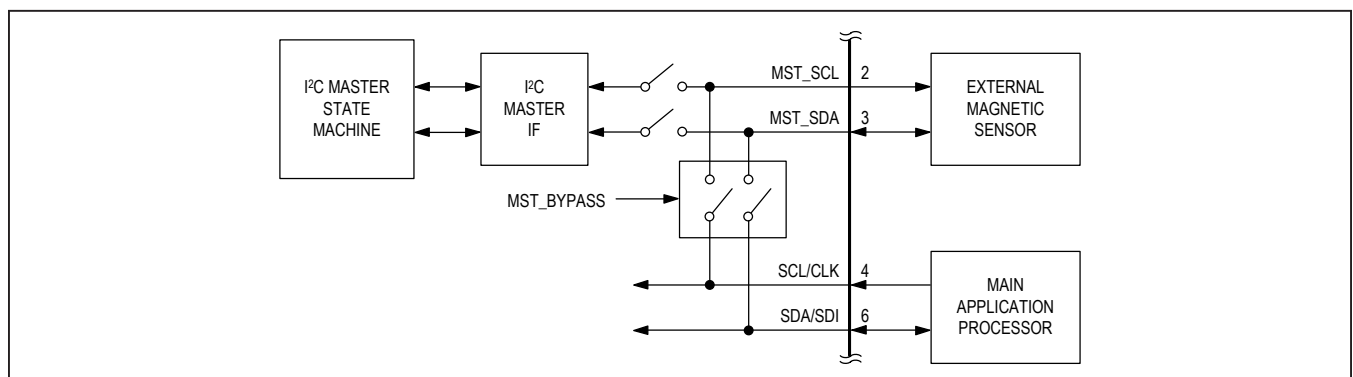 I²C MASTER
STATE
MACHINE
I²C
MASTER
IF
MST_SCL
2
MST_SDA
3
EXTERNAL
MAGNETIC
SENSOR
MST_BYPASS
SCL/CLK
4
SDA/SDI
6
MAIN
APPLICATION
PROCESSOR